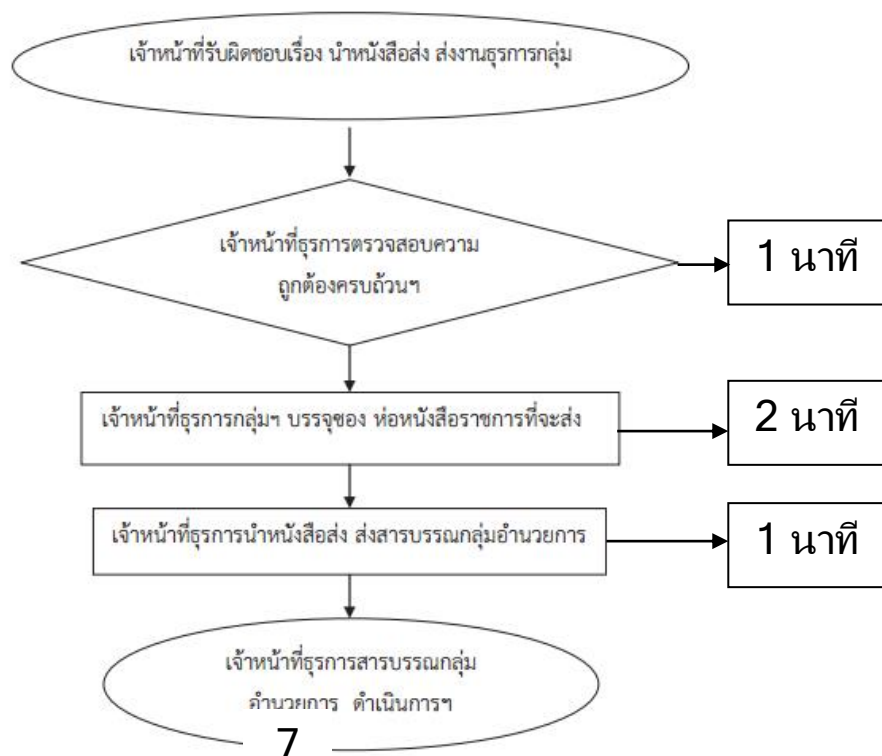 เจ้าหน้าที่รับผิดชอบเรื่อง นำหนังสือส่ง ส่งงานธุรการกลุ่ม
เจ้าหน้าที่ธุรการตรวจสอบความ
ถูกต้องครบถ้วนฯ
1 นาที
เจ้าหน้าที่ธุรการกลุ่มฯ บรรจุซอง ห่อหนังสือราชการที่จะส่ง
2 นาที
เจ้าหน้าที่ธุรการนำหนังสือส่ง ส่งสารบรรณกลุ่มอำนวยการ
1 นาที
เจ้าหน้าที่ธุรการสารบรรณกลุ่ม
อำนวยการ ดำเนินการฯ
7